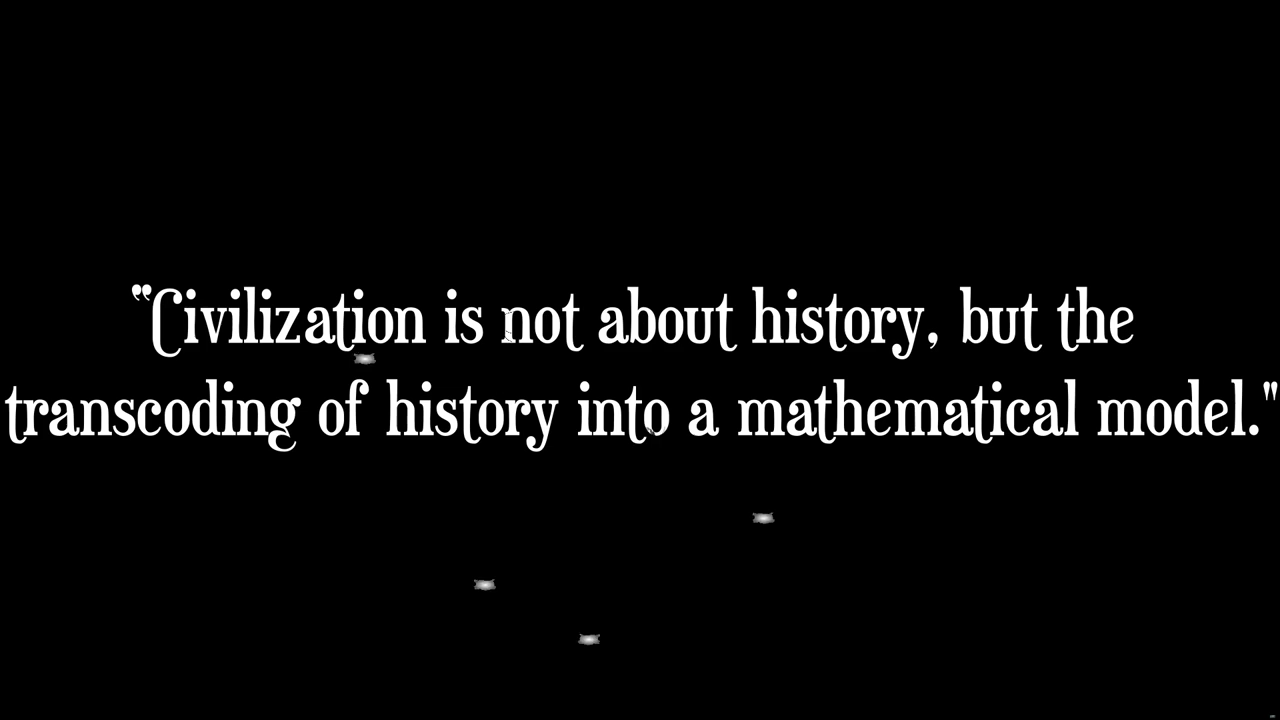 "Civilization is not about history, but the
transcoding of history into a mathematical model."